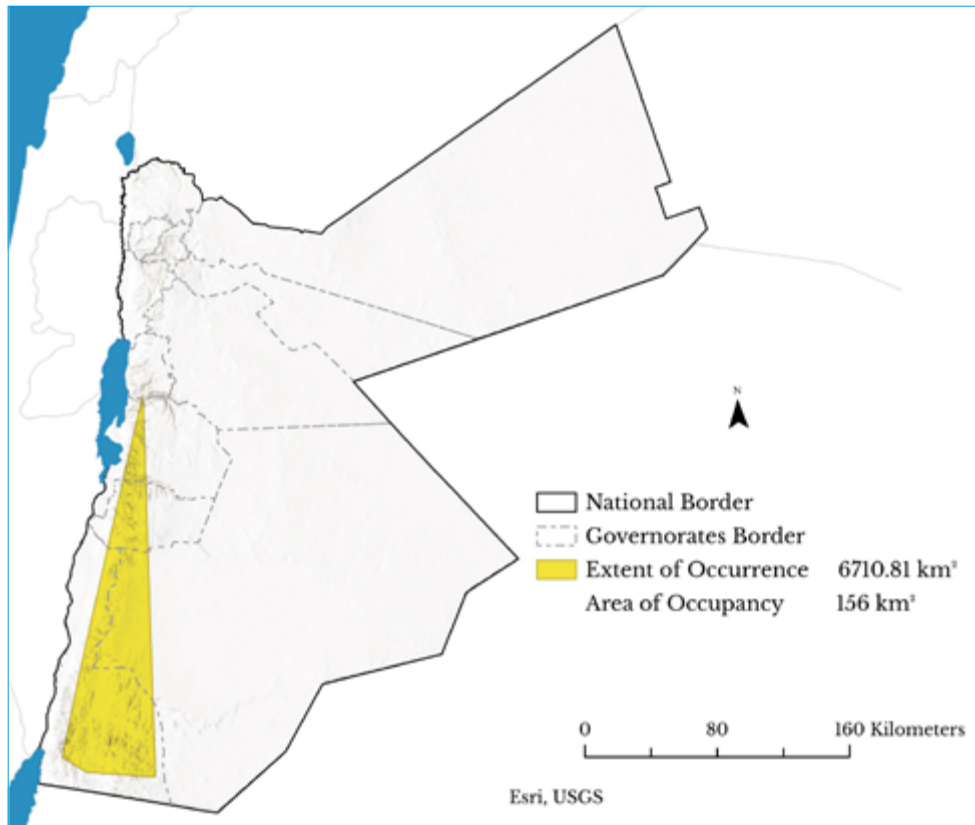 N
National Border
Governorates Border
Extent of Occurrence 6710.81 km²
Area of Occupancy 156 km²
0 80 160 Kilometers
Esri, USGS